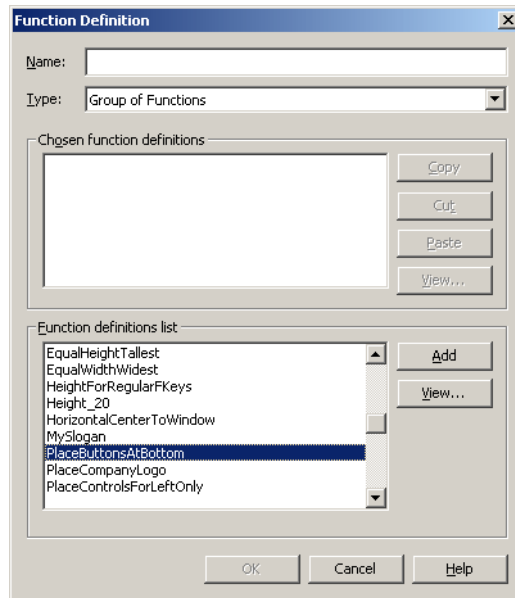 Function Definition
Name:
Type: Group of Functions
Chosen function definitions
Copy
Cut
Paste
View...
Function definitions list
EqualHeightTallest
EqualWidthWidest
HeightForRegularFKeys
Height_20
HorizontalCenterToWindow
MySlogan
PlaceButtonsAtBottom
PlaceCompanyLogo
PlaceControlsForLeftOnly
Add
View...
OK Cancel Help